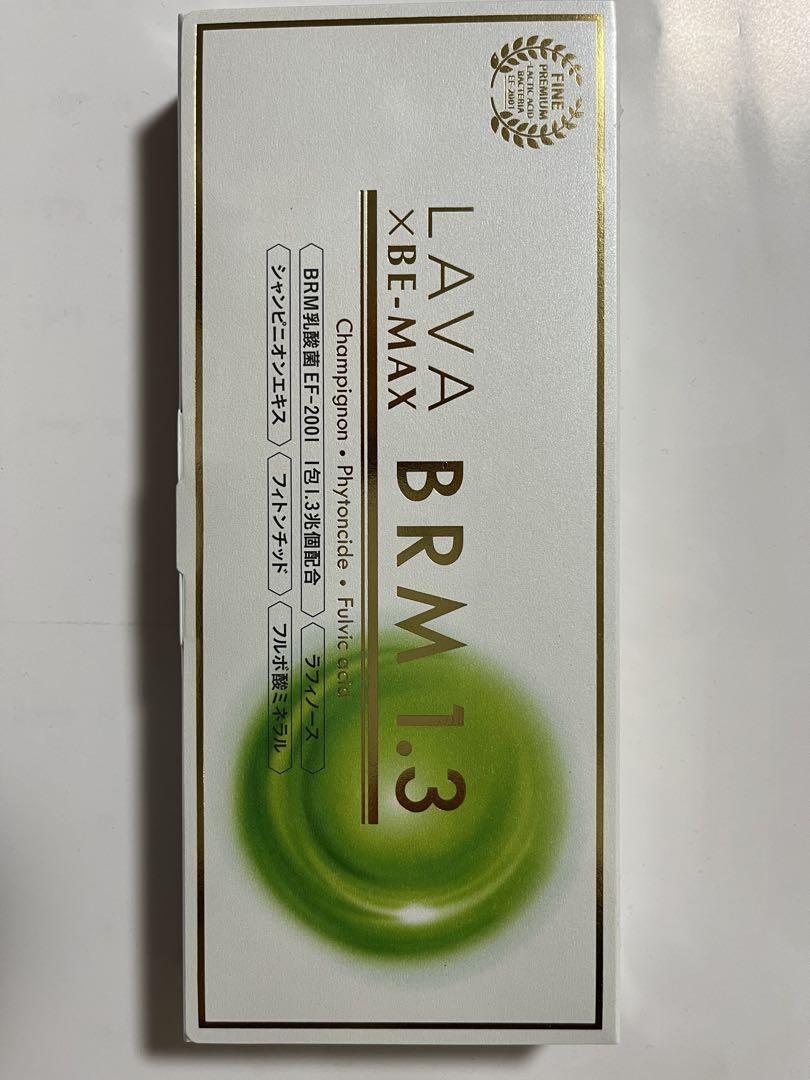 FINE
PREMIUM
LACTIC ACID
BACTERIA
EF-2001
LAVA
×BE-MAX BRM 1.3
Champignon • Phytoncide • Fulvic acid
BRM乳酸菌 EF-2001 1包1.3兆個配合 ラフィノース
シャンピニオンエキス フィトンチッド フルボ酸ミネラル